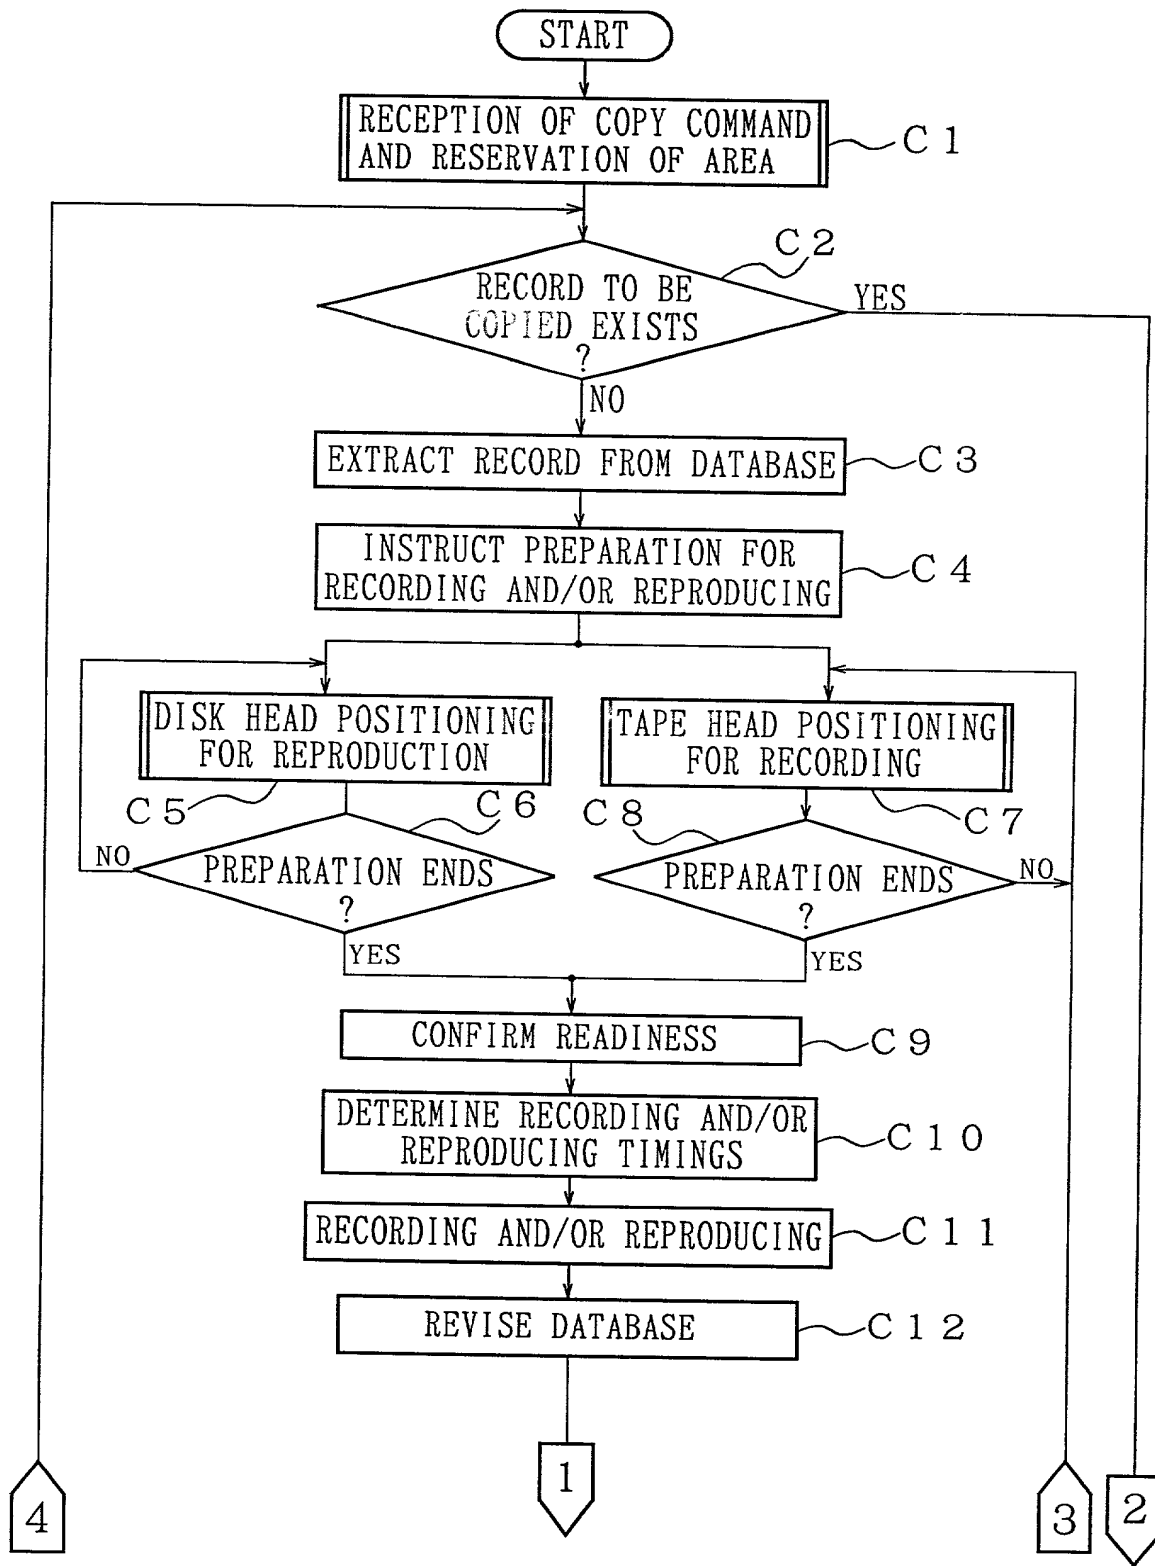 START
RECEPTION OF COPY COMMAND
AND RESERVATION OF AREA
C1
C2
RECORD TO BE
COPIED EXISTS
?
YES
NO
EXTRACT RECORD FROM DATABASE
C3
INSTRUCT PREPARATION FOR
RECORDING AND/OR REPRODUCING
C4
DISK HEAD POSITIONING
FOR REPRODUCTION
C5
TAPE HEAD POSITIONING
FOR RECORDING
C7
C6
C8
NO
PREPARATION ENDS
?
YES
PREPARATION ENDS
?
NO
YES
CONFIRM READINESS
C9
DETERMINE RECORDING AND/OR
REPRODUCING TIMINGS
C10
RECORDING AND/OR REPRODUCING
C11
REVISE DATABASE
C12
4
1
3
2